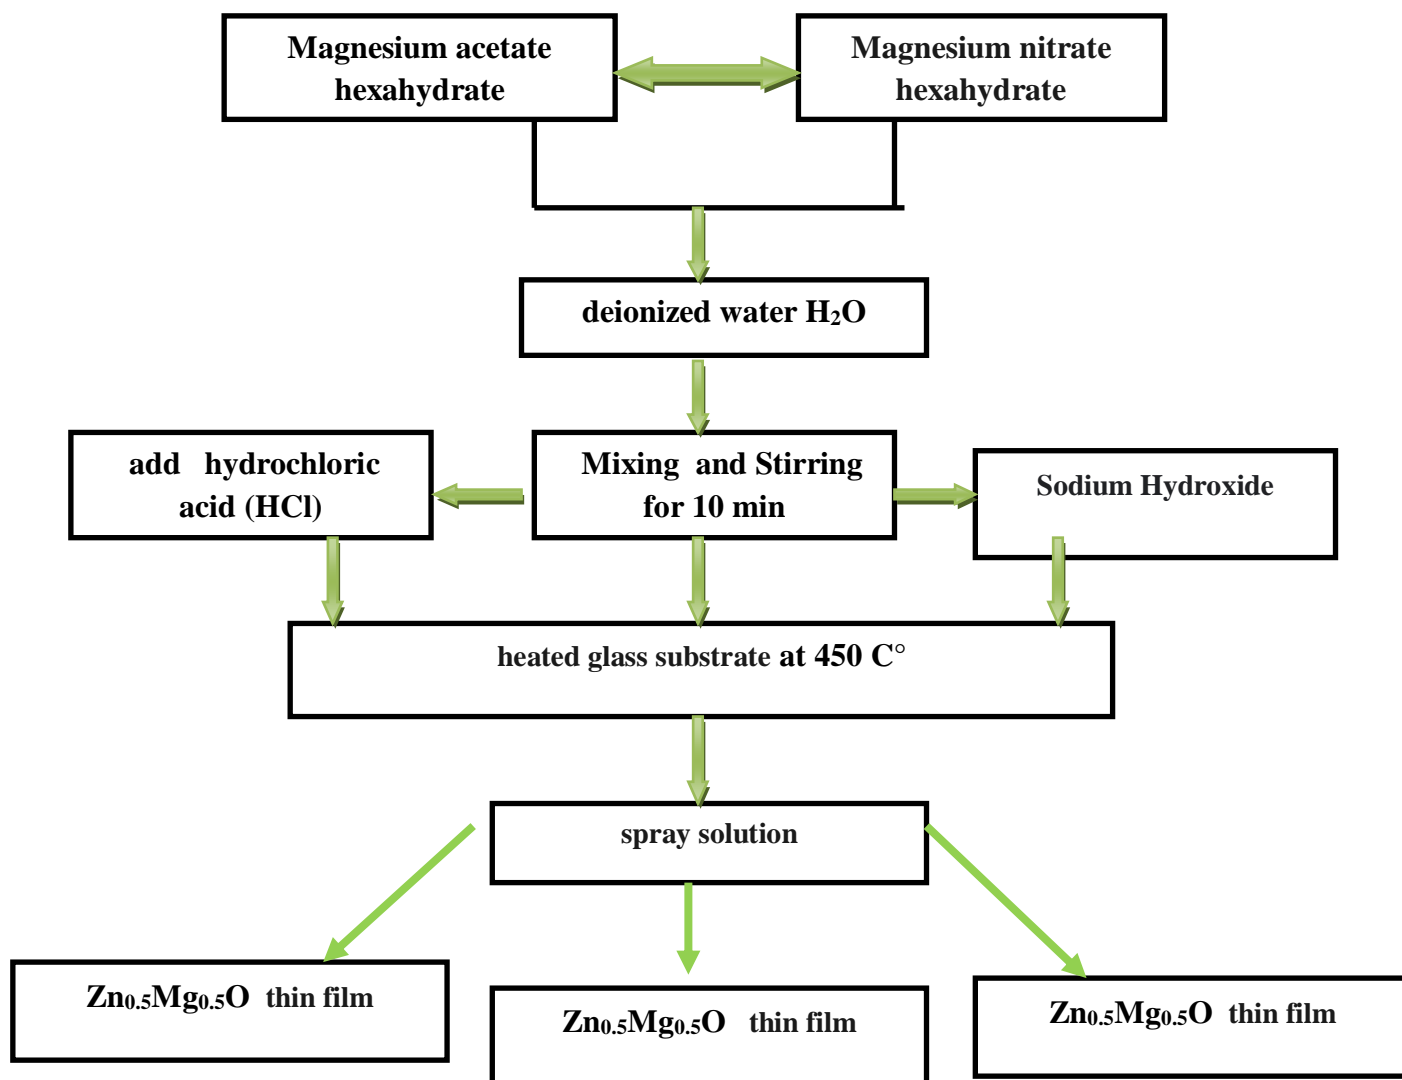 Magnesium acetate
hexahydrate
Magnesium nitrate
hexahydrate
deionized water H₂O
add hydrochloric
acid (HCl)
Mixing and Stirring
for 10 min
Sodium Hydroxide
heated glass substrate at 450 C°
spray solution
Zn₀.₅Mg₀.₅O thin film
Zn₀.₅Mg₀.₅O thin film
Zn₀.₅Mg₀.₅O thin film